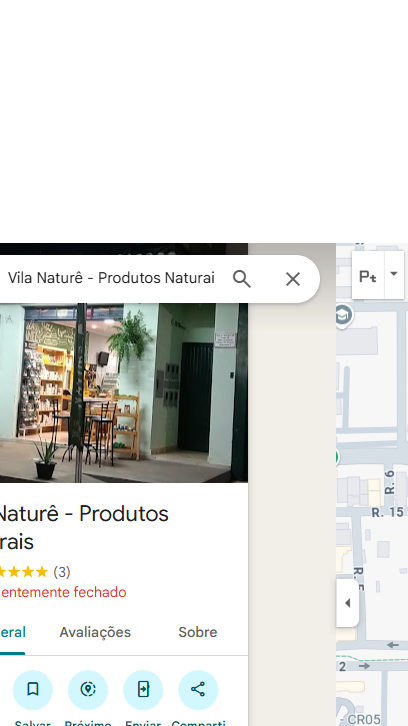 Vila Naturê - Produtos Naturai
Pt
Naturê - Produtos
rais
(3)
entemente fechado
eral Avaliações Sobre
Salvar Próximo Enviar Comparti
R. 6
R. 15
2
CR05